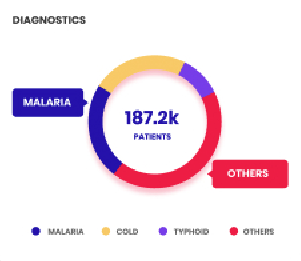 DIAGNOSTICS
MALARIA
187.2k
PATIENTS
OTHERS
MALARIA COLD TYPHOID OTHERS